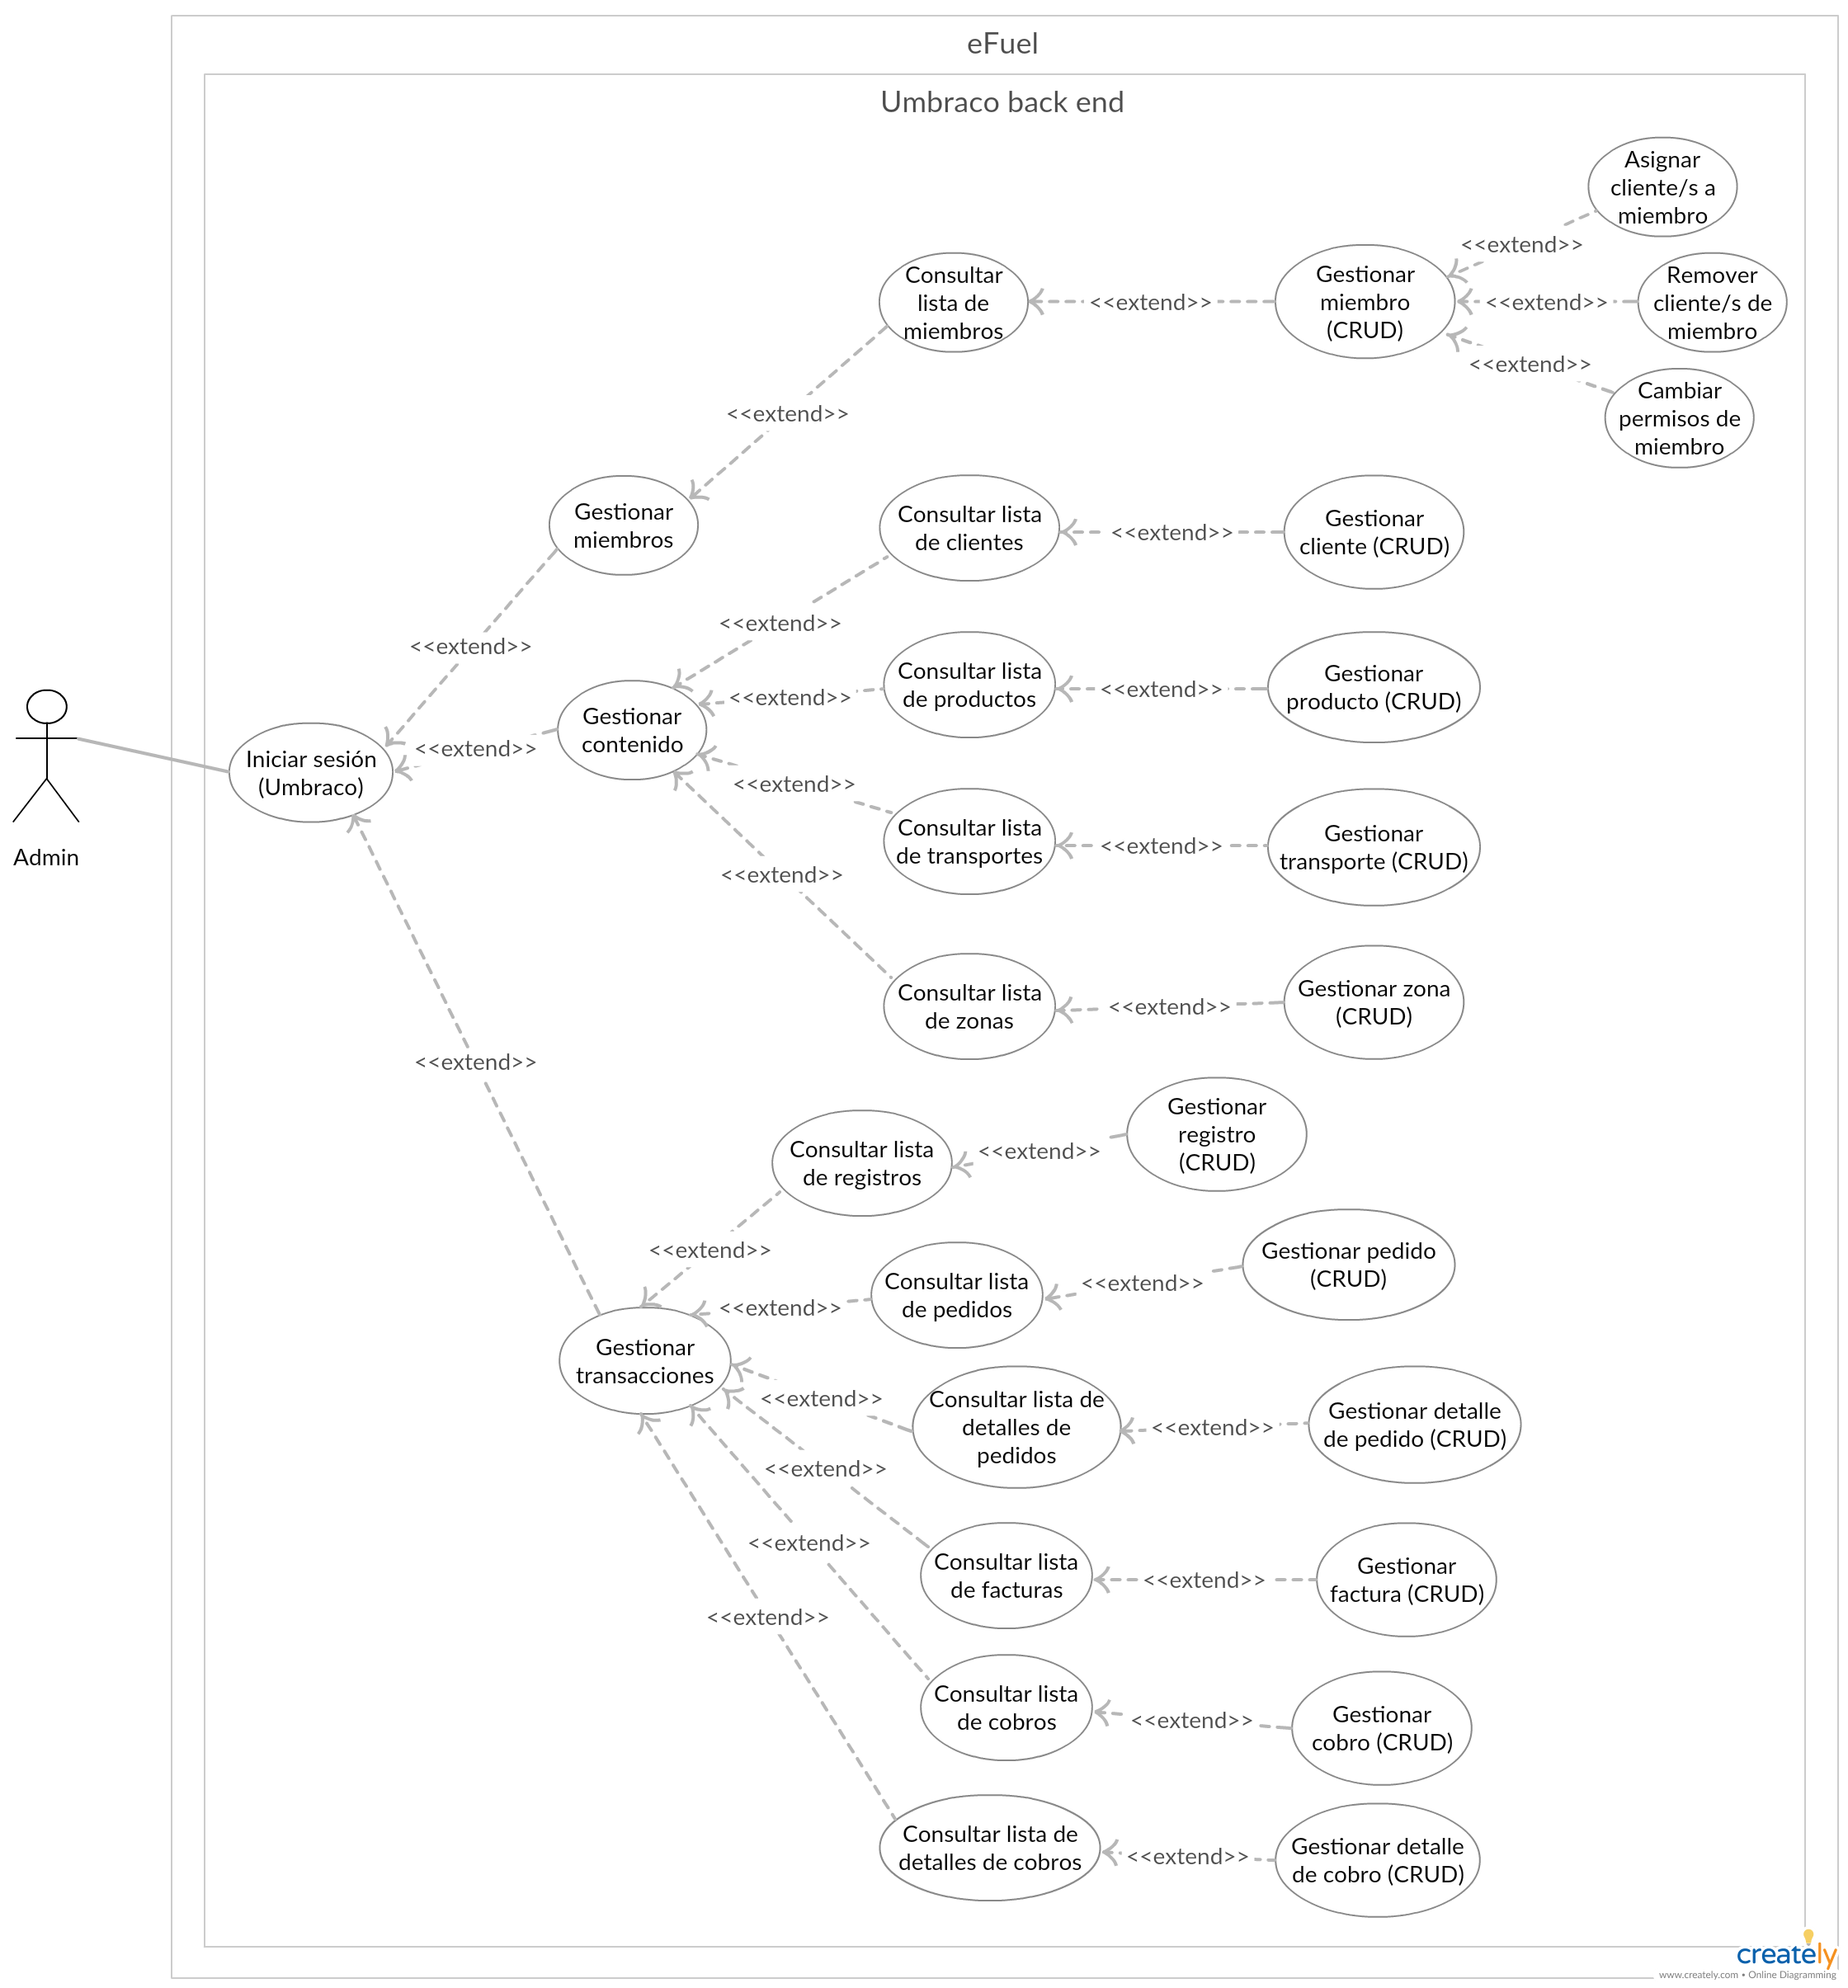 eFuel
Umbraco back end
Asignar
cliente/s a
miembro
<<extend>>
Consultar
lista de
miembros
<<extend>>
Gestionar
miembro
(CRUD)
<<extend>>
Remover
cliente/s de
miembro
<<extend>>
Cambiar
permisos de
miembro
<<extend>>
Gestionar
miembros
Consultar lista
de clientes
<<extend>>
Gestionar
cliente (CRUD)
<<extend>>
<<extend>>
Consultar lista
de productos
<<extend>>
Gestionar
producto (CRUD)
<<extend>>
Gestionar
contenido
<<extend>>
Iniciar sesión
(Umbraco)
Admin
<<extend>>
Consultar lista
de transportes
<<extend>>
Gestionar
transporte (CRUD)
<<extend>>
Consultar lista
de zonas
<<extend>>
Gestionar zona
(CRUD)
<<extend>>
Consultar lista
de registros
<<extend>>
Gestionar
registro
(CRUD)
<<extend>>
Consultar lista
de pedidos
<<extend>>
Gestionar pedido
(CRUD)
<<extend>>
Gestionar
transacciones
<<extend>>
Consultar lista de
detalles de
pedidos
<<extend>>
Gestionar detalle
de pedido (CRUD)
<<extend>>
Consultar lista
de facturas
<<extend>>
Gestionar
factura (CRUD)
<<extend>>
<<extend>>
Consultar lista
de cobros
<<extend>>
Gestionar
cobro (CRUD)
Consultar lista de
detalles de cobros
<<extend>>
Gestionar detalle
de cobro (CRUD)
creately
www.creately.com • Online Diagramming